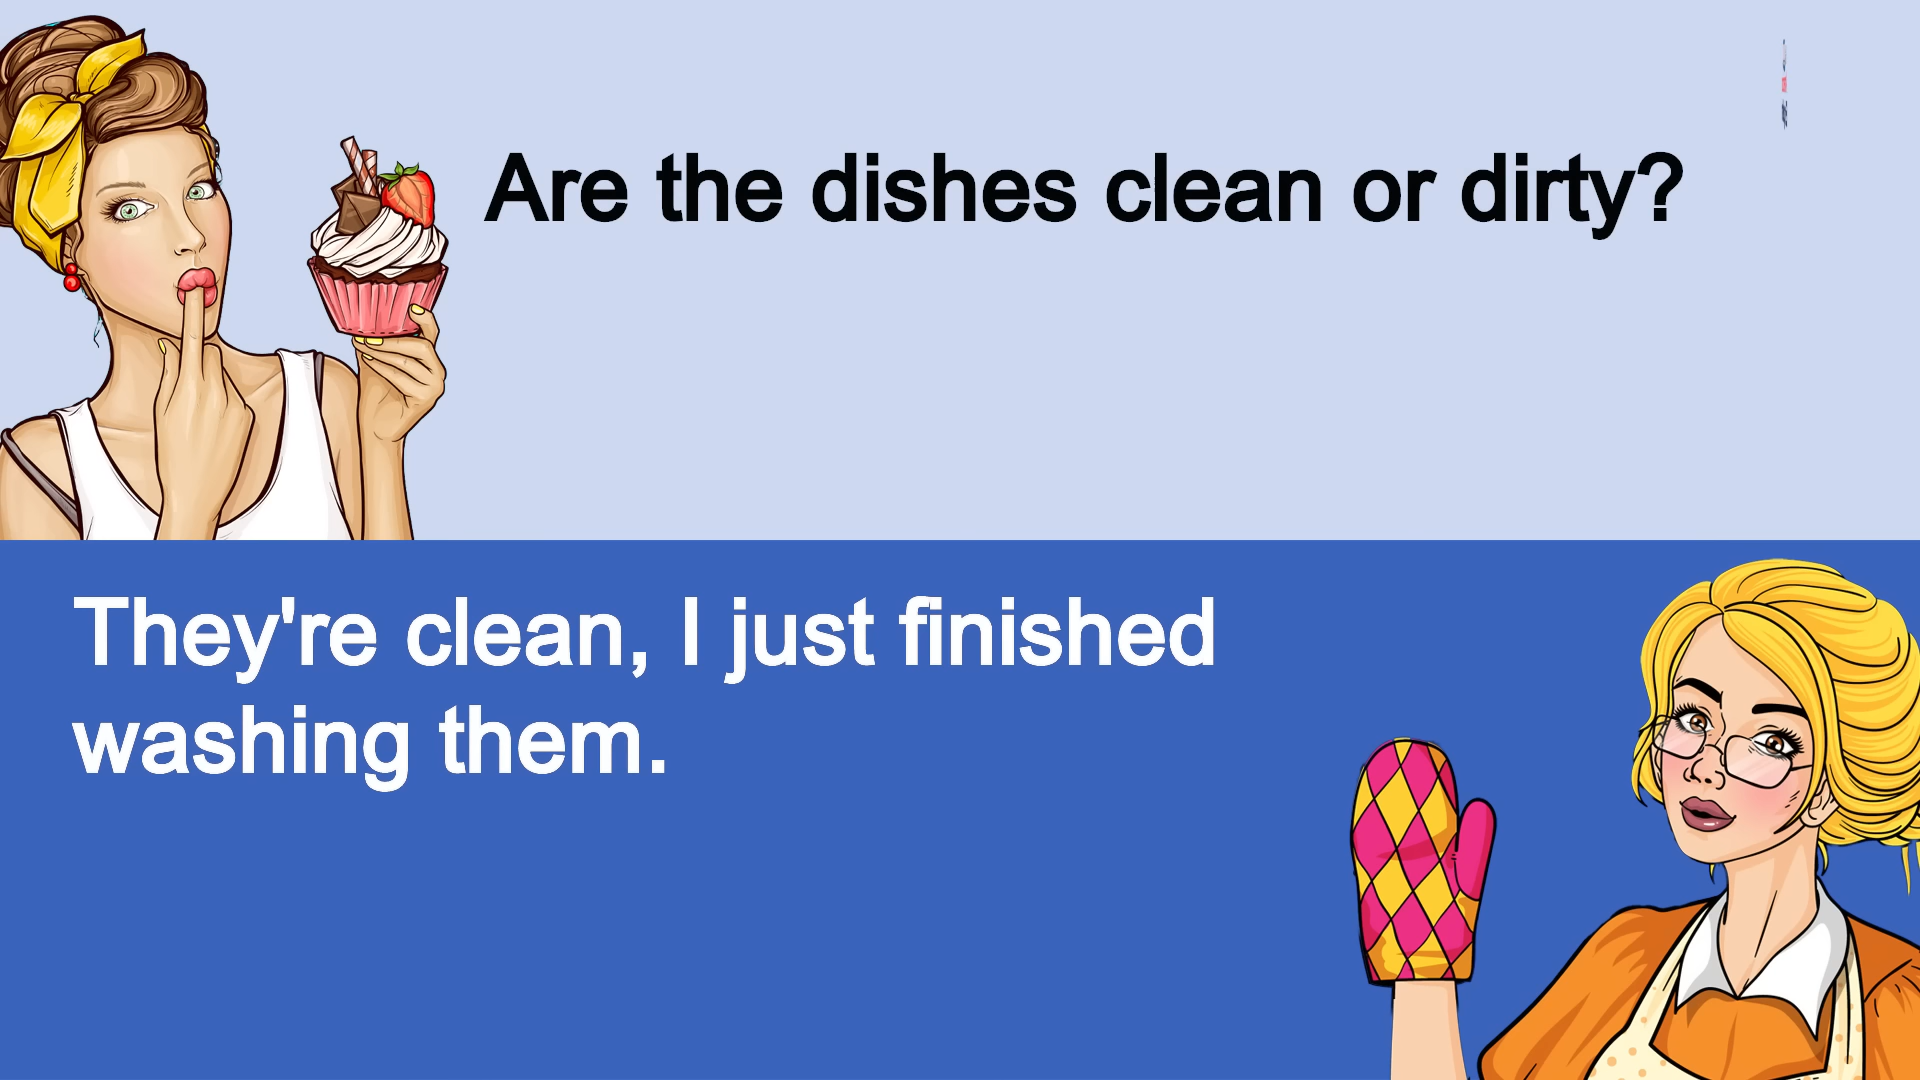 Are the dishes clean or dirty?
They're clean, I just finished
washing them.